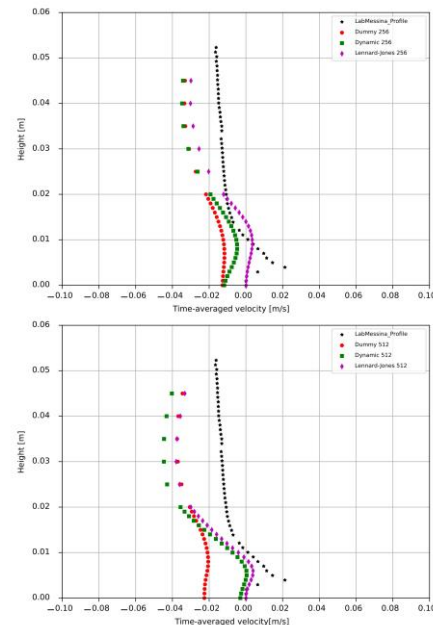 0.06
0.05
0.04
0.03
0.02
0.01
0.00
Height [m]
LabMessina_Profile
Dummy 256
Dynamic 256
Lennard-Jones 256
−0.10 −0.08 −0.06 −0.04 −0.02 0.00 0.02 0.04 0.06 0.08 0.10
Time-averaged velocity [m/s]
0.06
0.05
0.04
0.03
0.02
0.01
0.00
Height [m]
LabMessina_Profile
Dummy 512
Dynamic 512
Lennard-Jones 512
−0.10 −0.08 −0.06 −0.04 −0.02 0.00 0.02 0.04 0.06 0.08 0.10
Time-averaged velocity[m/s]